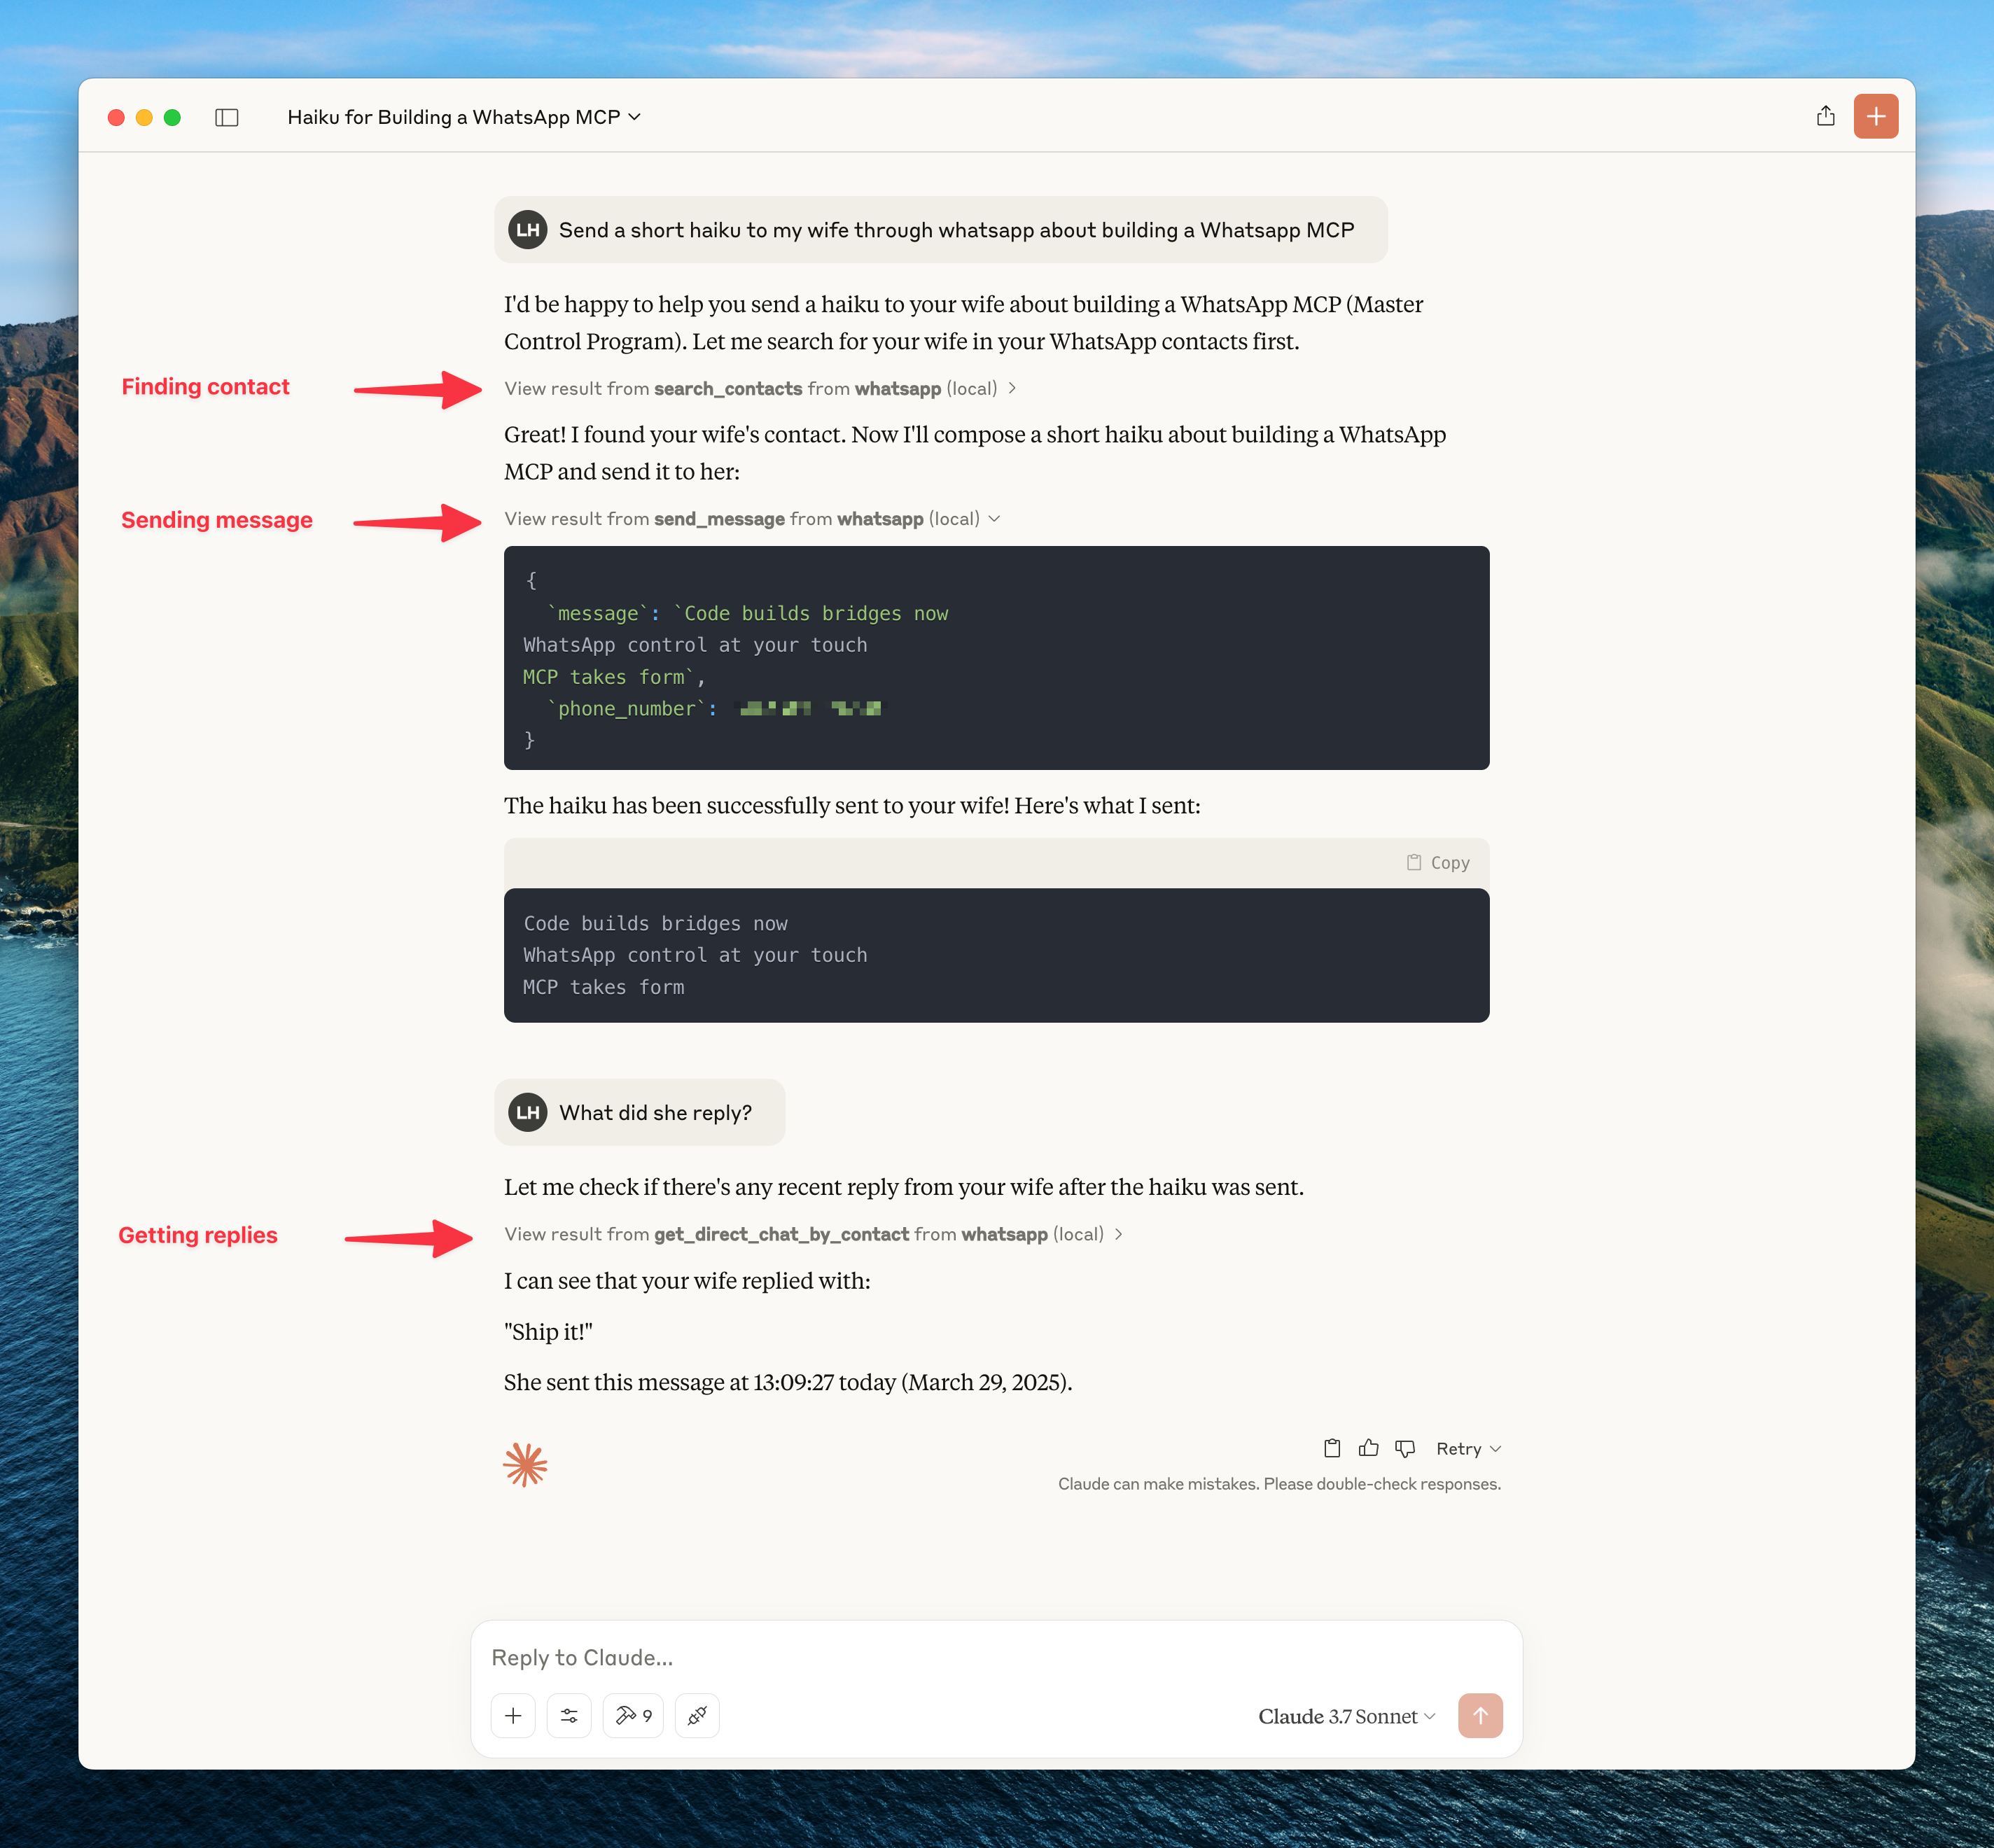 Haiku for Building a WhatsApp MCP
LH Send a short haiku to my wife through whatsapp about building a Whatsapp MCP
I'd be happy to help you send a haiku to your wife about building a WhatsApp MCP (Master
Control Program). Let me search for your wife in your WhatsApp contacts first.
Finding contact
View result from search_contacts from whatsapp (local)
Great! I found your wife's contact. Now I'll compose a short haiku about building a WhatsApp
MCP and send it to her:
Sending message
View result from send_message from whatsapp (local)
{
`message`: `Code builds bridges now
WhatsApp control at your touch
MCP takes form`,
`phone_number`:
}
The haiku has been successfully sent to your wife! Here's what I sent:
Copy
Code builds bridges now
WhatsApp control at your touch
MCP takes form
LH What did she reply?
Let me check if there's any recent reply from your wife after the haiku was sent.
Getting replies
View result from get_direct_chat_by_contact from whatsapp (local)
I can see that your wife replied with:
"Ship it!"
She sent this message at 13:09:27 today (March 29, 2025).
Retry
Claude can make mistakes. Please double-check responses.
Reply to Claude...
9
Claude 3.7 Sonnet